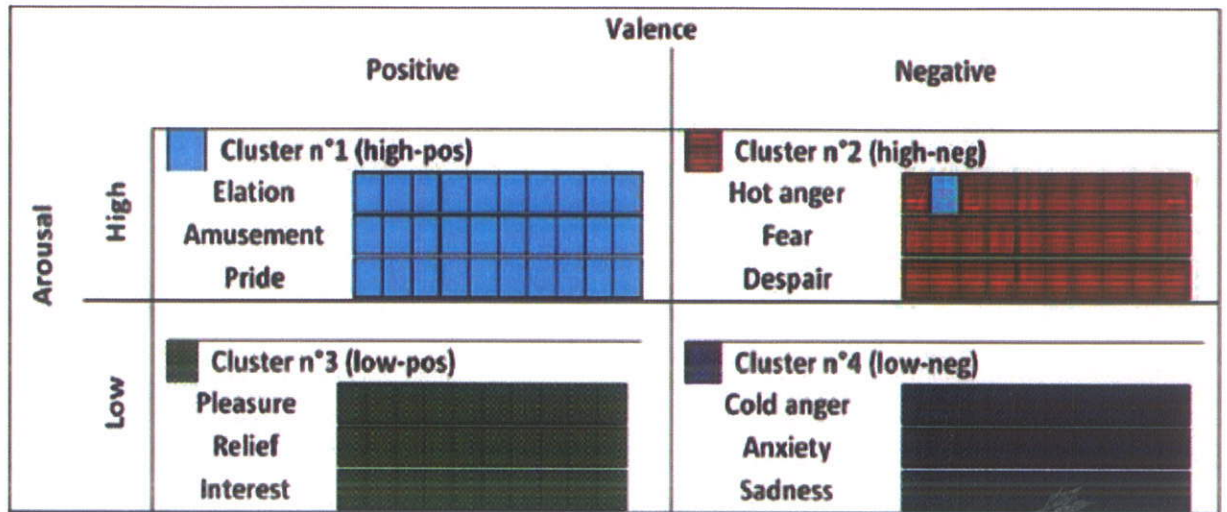 Valence
Positive
Negative
Arousal
High
Cluster n°1 (high-pos)
Elation
Amusement
Pride
Cluster n°2 (high-neg)
Hot anger
Fear
Despair
Low
Cluster n°3 (low-pos)
Pleasure
Relief
Interest
Cluster n°4 (low-neg)
Cold anger
Anxiety
Sadness